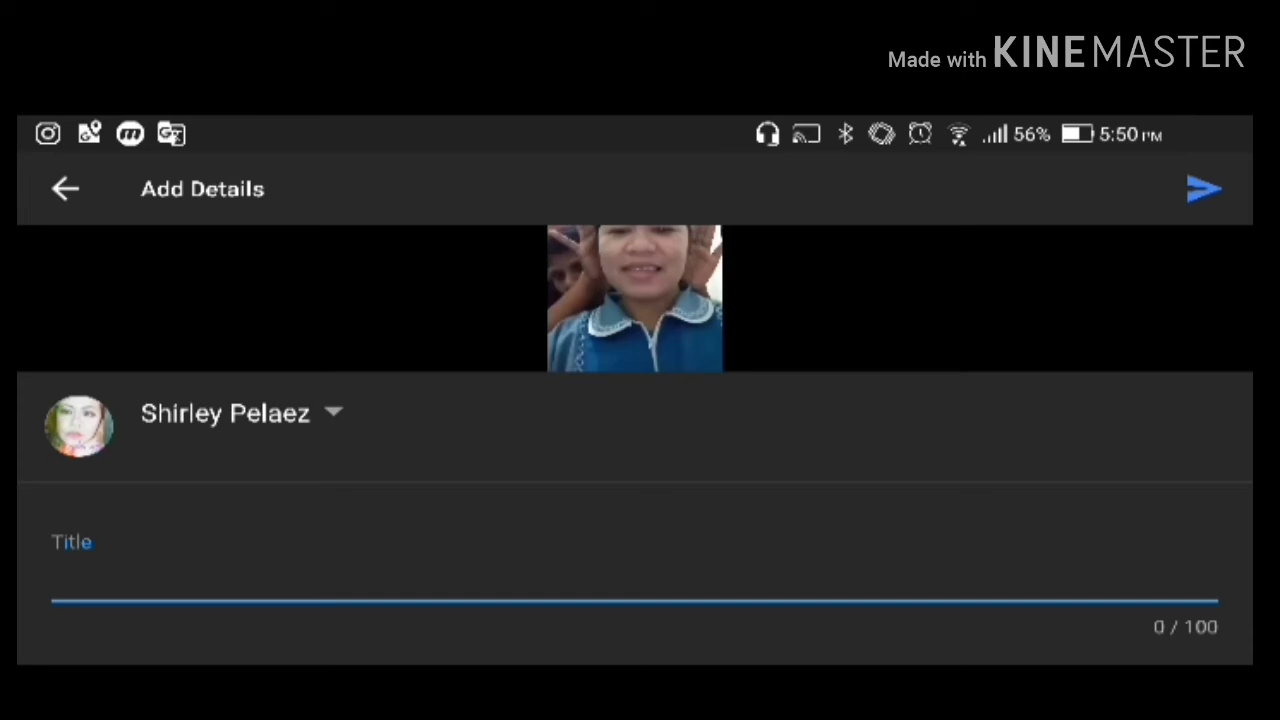 Made with KINEMASTER
56% 5:50 PM
Add Details
Shirley Pelaez
Title
0 / 100